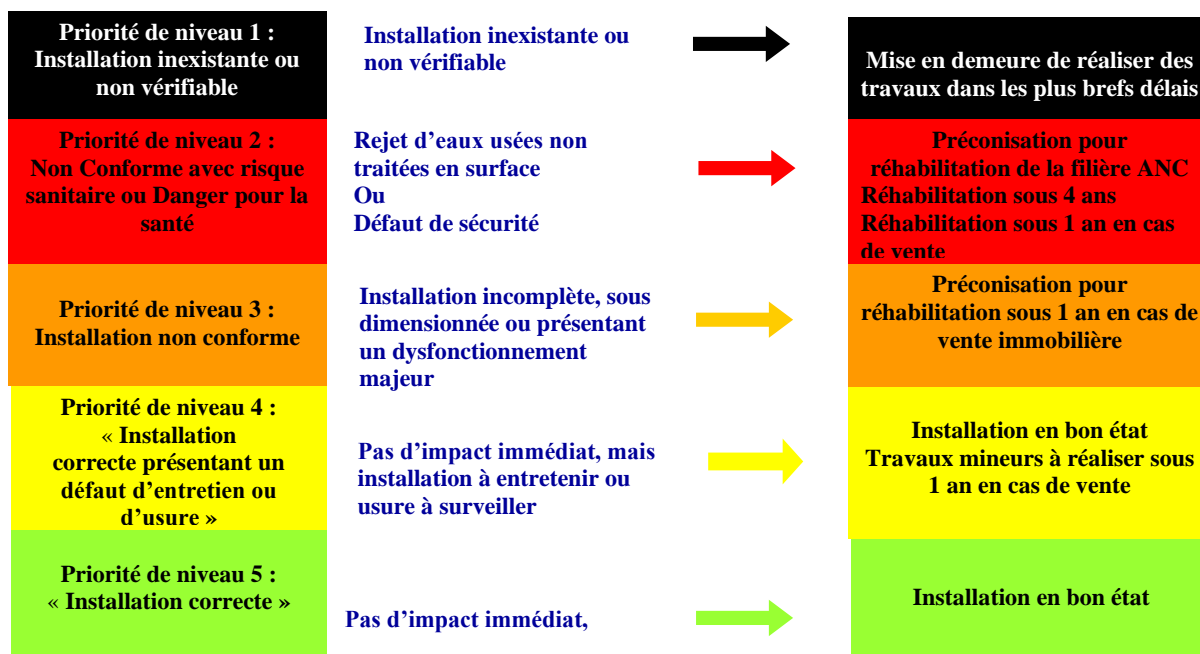 Priorité de niveau 1 :
Installation inexistante ou
non vérifiable
Installation inexistante ou
non vérifiable
Mise en demeure de réaliser des
travaux dans les plus brefs délais
Priorité de niveau 2 :
Non Conforme avec risque
sanitaire ou Danger pour la
santé
Rejet d’eaux usées non
traitées en surface
Ou
Défaut de sécurité
Préconisation pour
réhabilitation de la filière ANC
Réhabilitation sous 4 ans
Réhabilitation sous 1 an en cas
de vente
Priorité de niveau 3 :
Installation non conforme
Installation incomplète, sous
dimensionnée ou présentant
un dysfonctionnement
majeur
Préconisation pour
réhabilitation sous 1 an en cas de
vente immobilière
Priorité de niveau 4 :
« Installation
correcte présentant un
défaut d’entretien ou
d’usure »
Pas d’impact immédiat, mais
installation à entretenir ou
usure à surveiller
Installation en bon état
Travaux mineurs à réaliser sous
1 an en cas de vente
Priorité de niveau 5 :
« Installation correcte »
Pas d’impact immédiat,
Installation en bon état